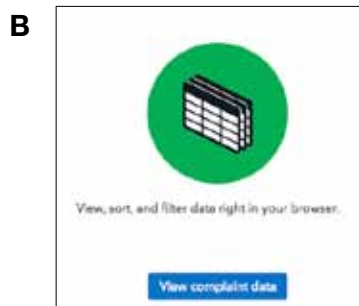 B
View, sort, and filter data right in your browser.
View complaint data